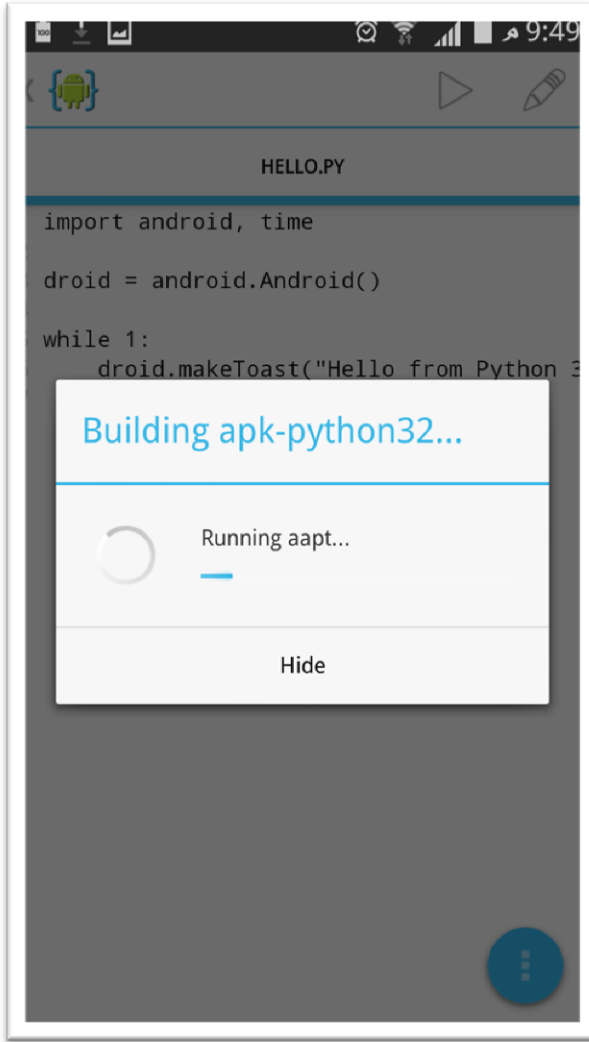 100
م 9:49
HELLO.PY
import android, time
droid = android.Android()
while 1:
droid.makeToast("Hello from Python 3
Building apk-python32...
Running aapt...
Hide